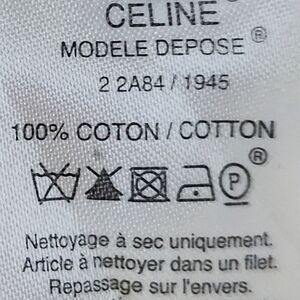 CELINE®
MODELE DEPOSE®
2 2A84 / 1945
100% COTON / COTTON
®
P
Nettoyage à sec uniquement.
Article à nettoyer dans un filet.
Repassage sur l'envers.